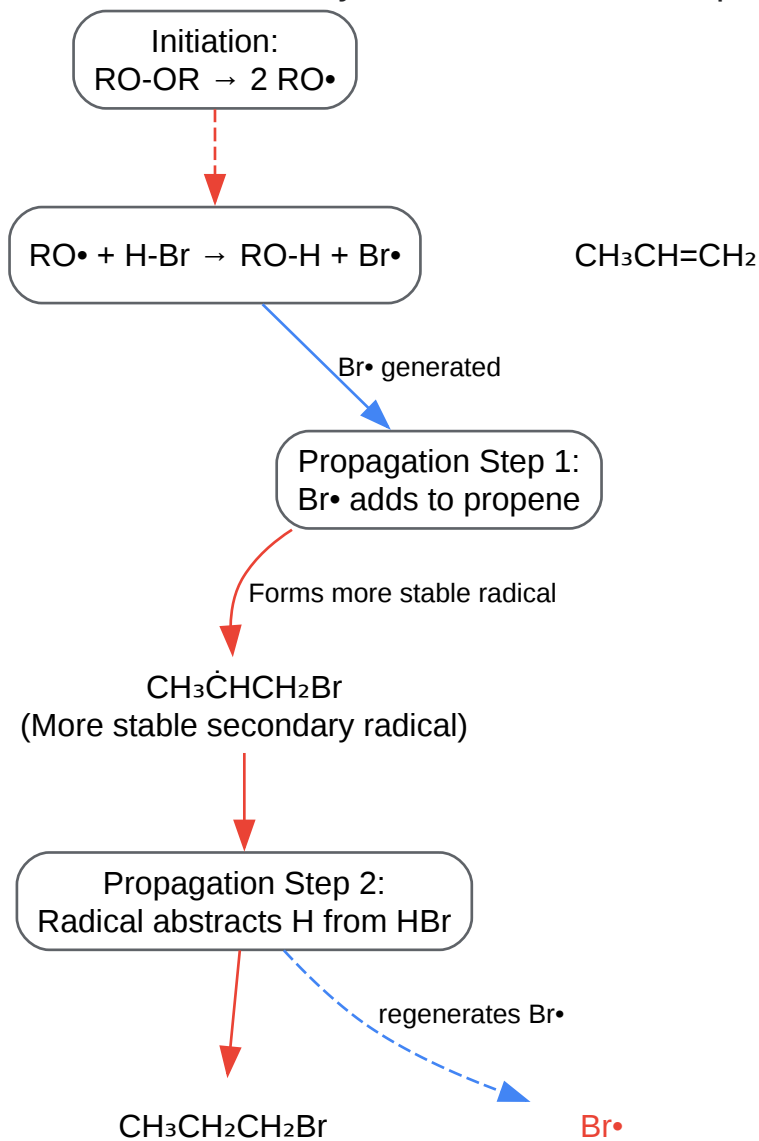 Initiation:
RO-OR → 2 RO•
RO• + H-Br → RO-H + Br•
CH₃CH=CH₂
Br• generated
Propagation Step 1:
Br• adds to propene
Forms more stable radical
CH₃ĊHCH₂Br
(More stable secondary radical)
Propagation Step 2:
Radical abstracts H from HBr
regenerates Br•
CH₃CH₂CH₂Br
Br•